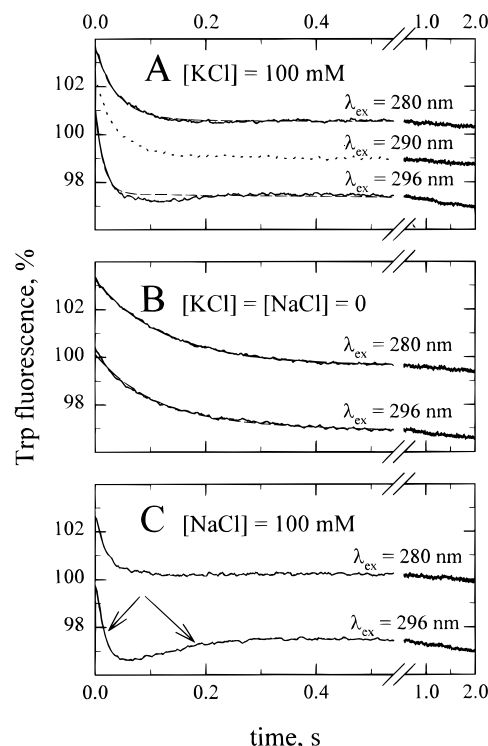 0.0 0.2 0.4 1.0 2.0
A [KCl] = 100 mM
102
100
98
λex = 280 nm
λex = 290 nm
λex = 296 nm
B [KCl] = [NaCl] = 0
102
100
98
λex = 280 nm
λex = 296 nm
Trp fluorescence, %
C [NaCl] = 100 mM
102
100
98
λex = 280 nm
λex = 296 nm
0.0 0.2 0.4 1.0 2.0
time, s